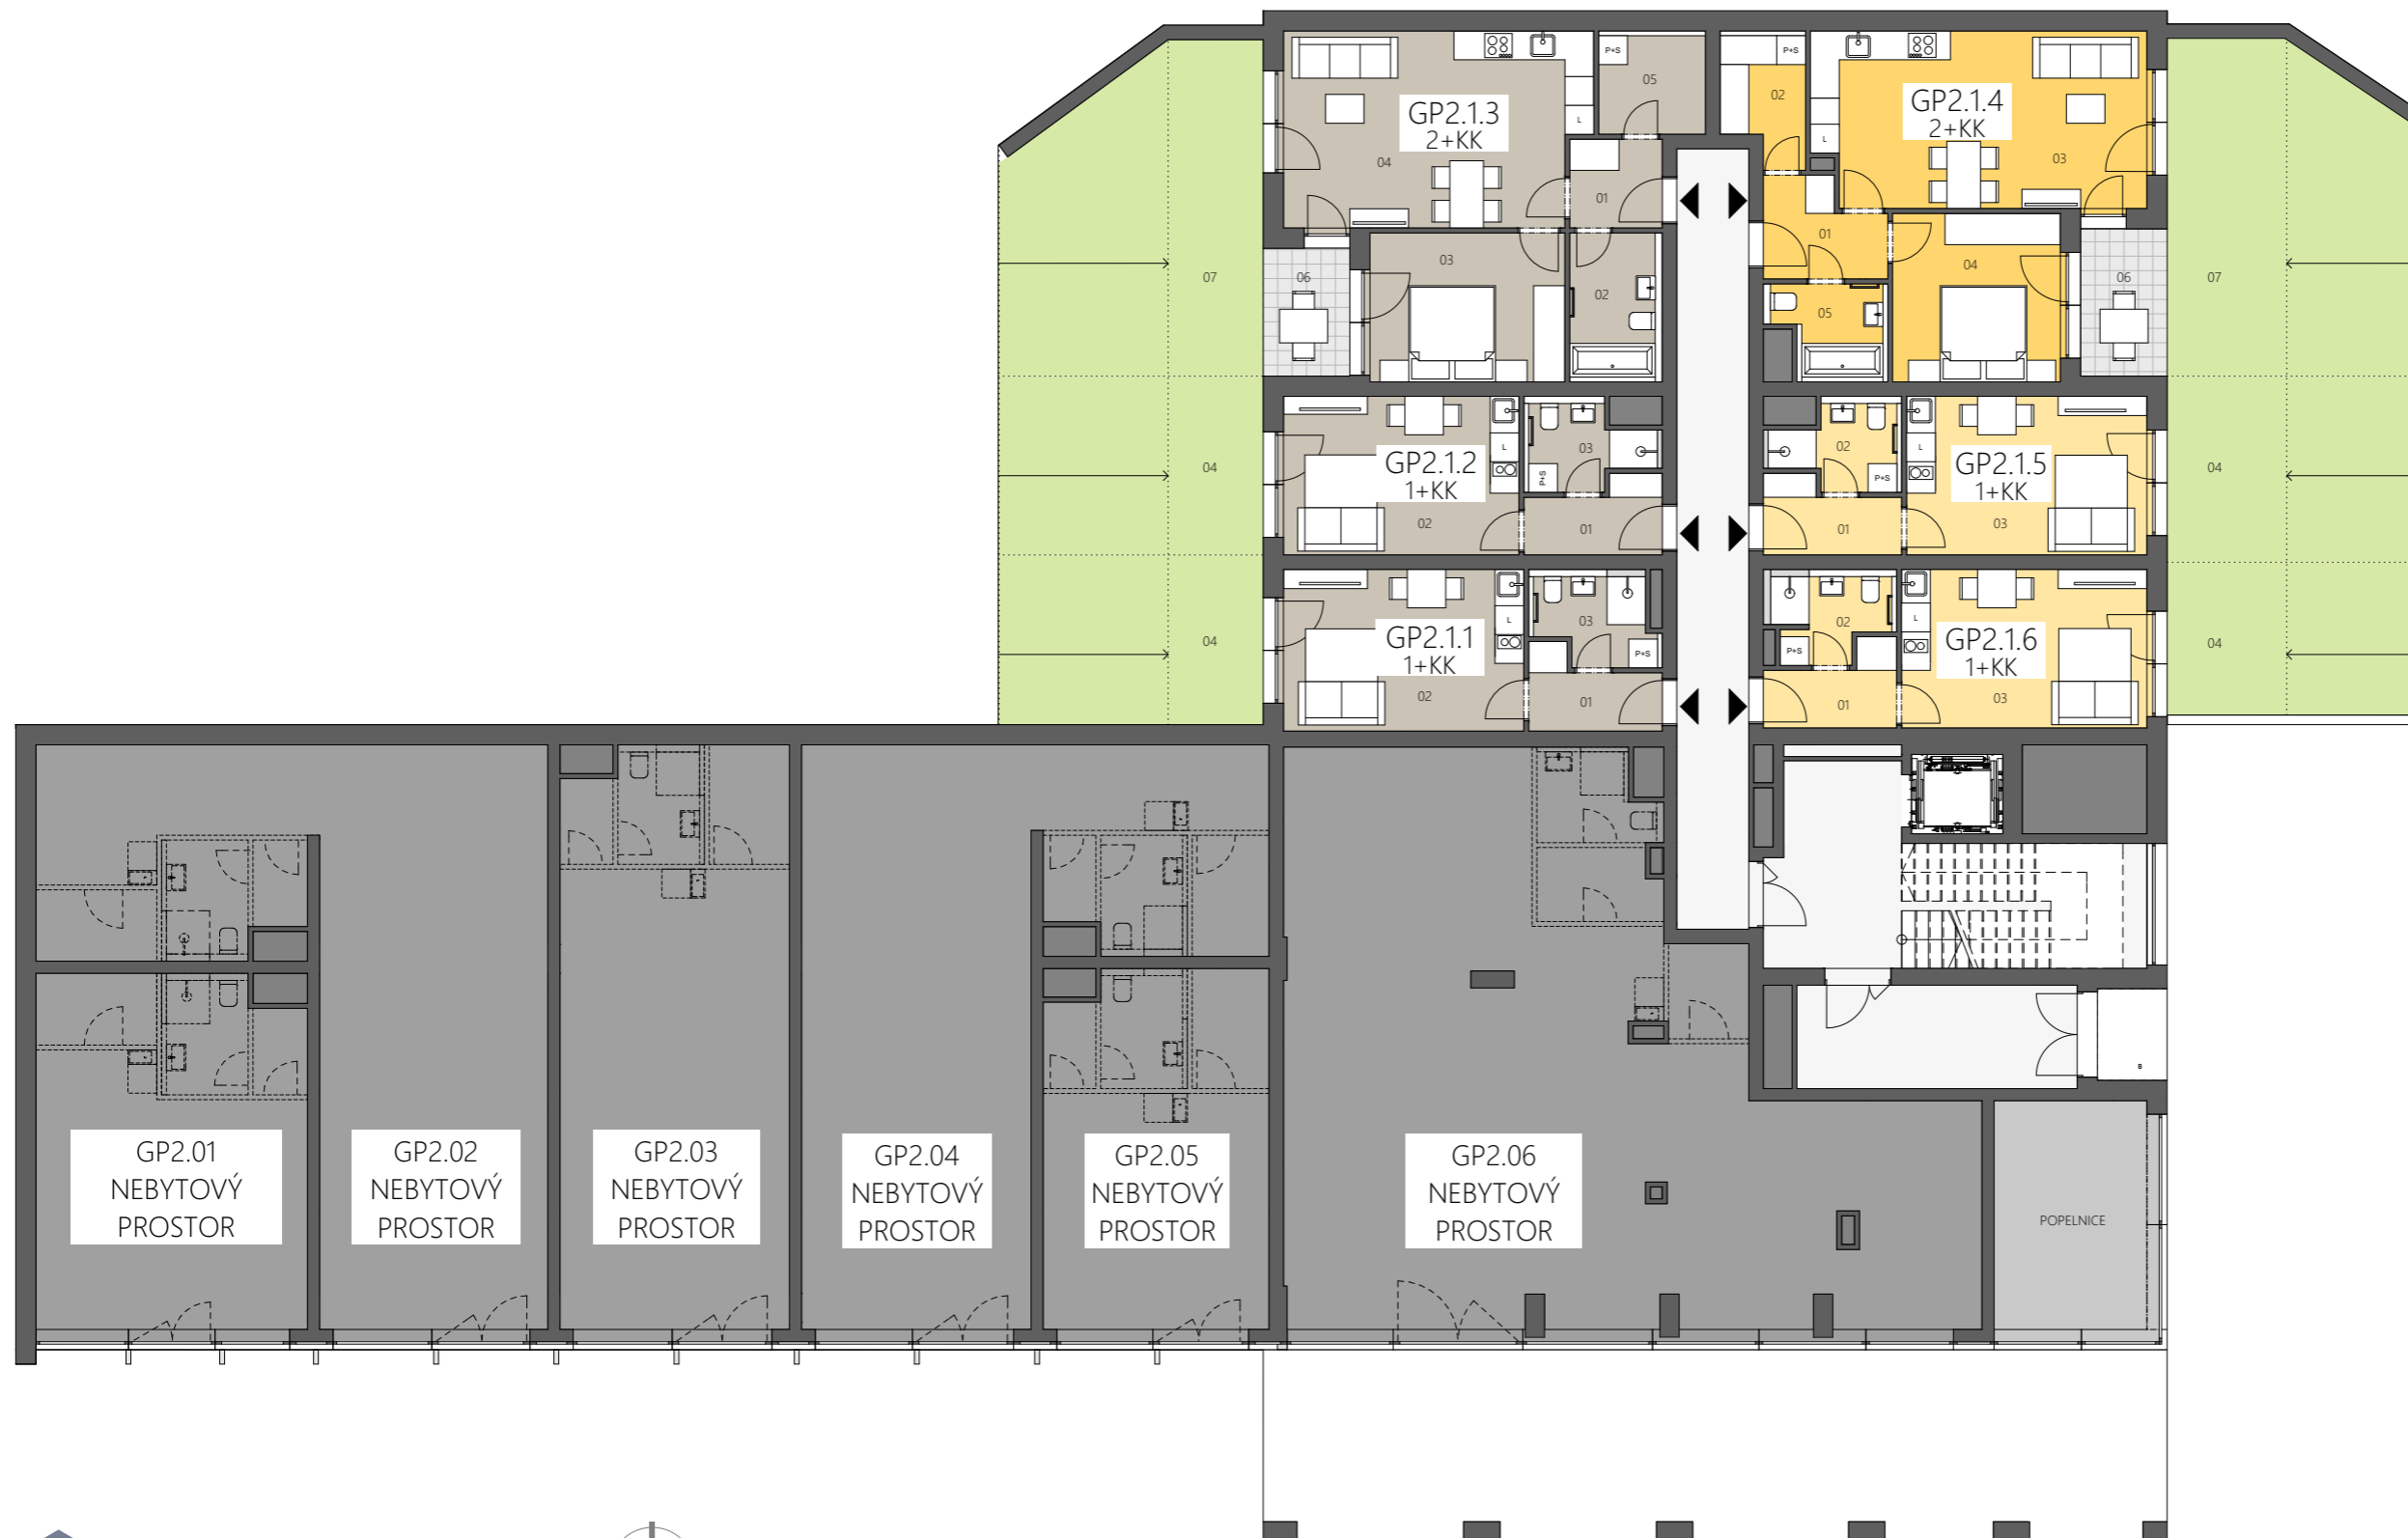 P+S
05
P+S
02
GP2.1.3
2+KK
L
04
01
03
02
06
07
GP2.1.4
2+KK
L
03
01
04
05
06
07
GP2.1.2
1+KK
L
P+S
03
02
01
04
02
P+S
L
GP2.1.5
1+KK
01
03
04
GP2.1.1
1+KK
L
03
P+S
02
01
04
02
P+S
L
GP2.1.6
1+KK
01
03
04
B
GP2.01
NEBYTOVÝ
PROSTOR
GP2.02
NEBYTOVÝ
PROSTOR
GP2.03
NEBYTOVÝ
PROSTOR
GP2.04
NEBYTOVÝ
PROSTOR
GP2.05
NEBYTOVÝ
PROSTOR
GP2.06
NEBYTOVÝ
PROSTOR
POPELNICE